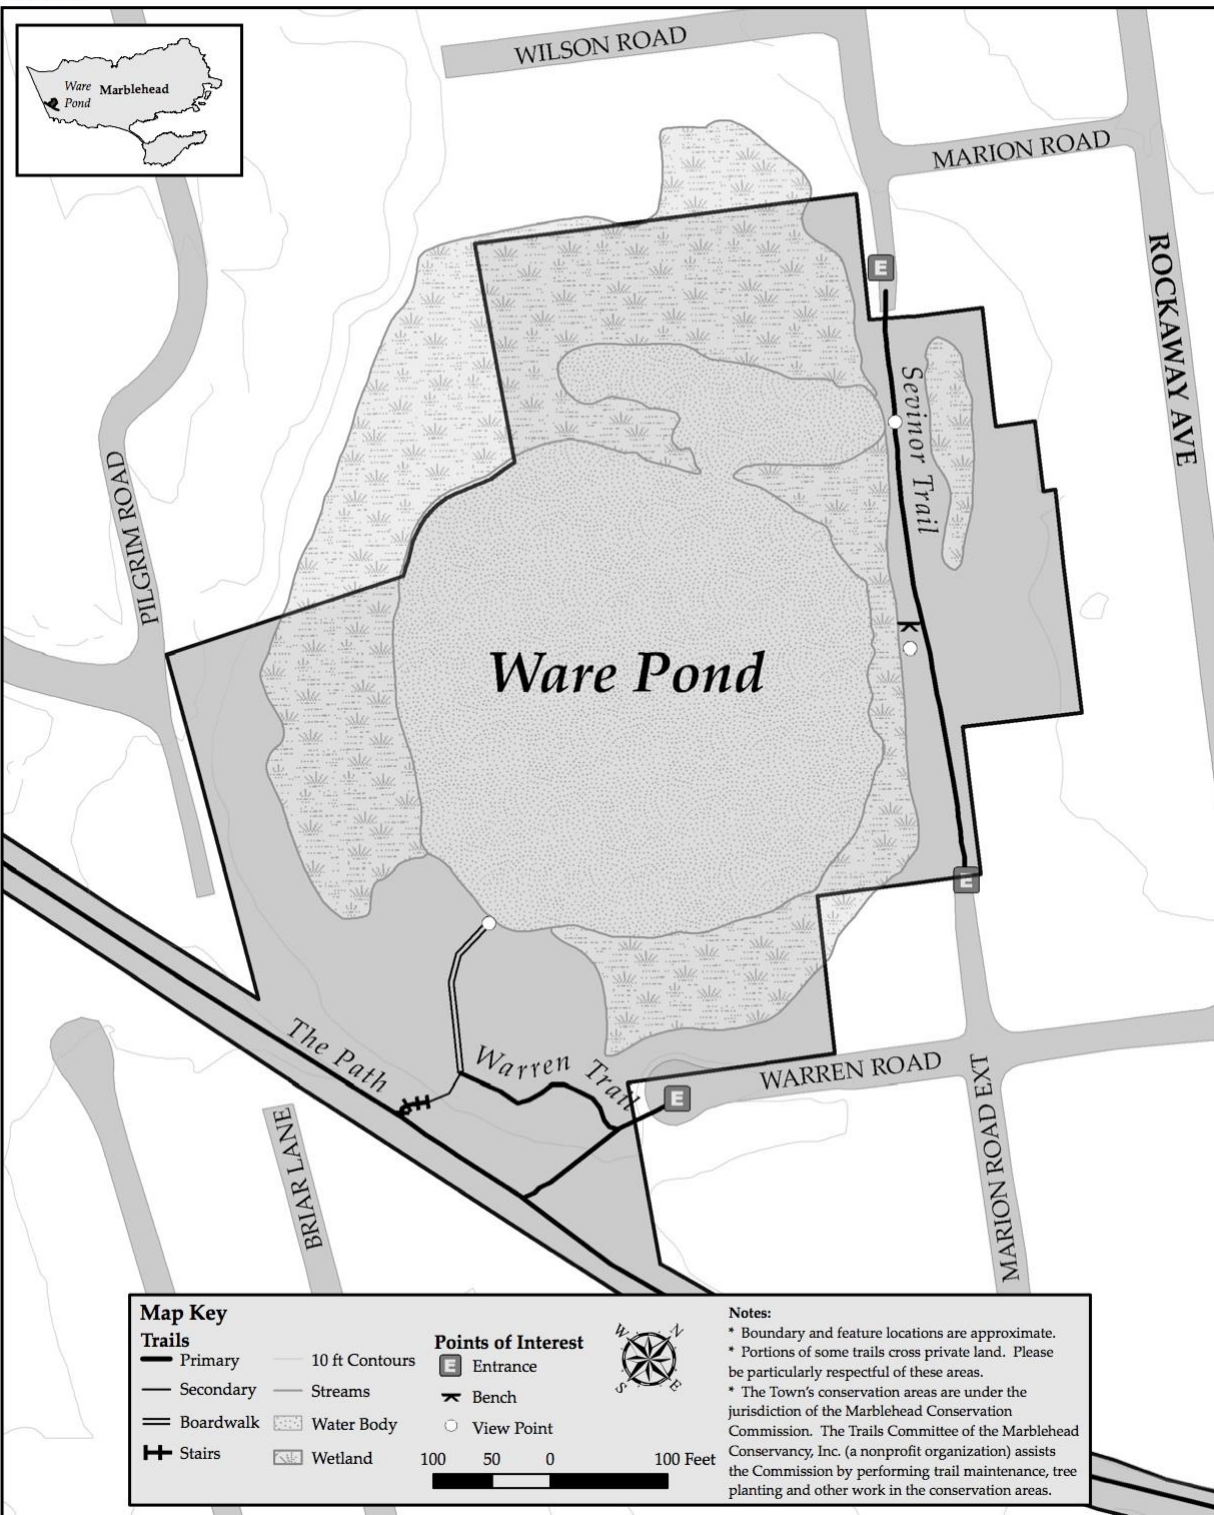 WILSON ROAD
Ware
Pond
Marblehead
MARION ROAD
E
ROCKAWAY AVE
Sevinor Trail
PILGRIM ROAD
Ware Pond
E
The Path
Warren Trail
E
WARREN ROAD
BRIAR LANE
MARION ROAD EXT
Map Key
Trails
Primary
Secondary
Boardwalk
Stairs
10 ft Contours
Streams
Water Body
Wetland
Points of Interest
E Entrance
Bench
View Point
100 50 0 100 Feet
W N
S E
Notes:
* Boundary and feature locations are approximate.
* Portions of some trails cross private land. Please
be particularly respectful of these areas.
* The Town's conservation areas are under the
jurisdiction of the Marblehead Conservation
Commission. The Trails Committee of the Marblehead
Conservancy, Inc. (a nonprofit organization) assists
the Commission by performing trail maintenance, tree
planting and other work in the conservation areas.